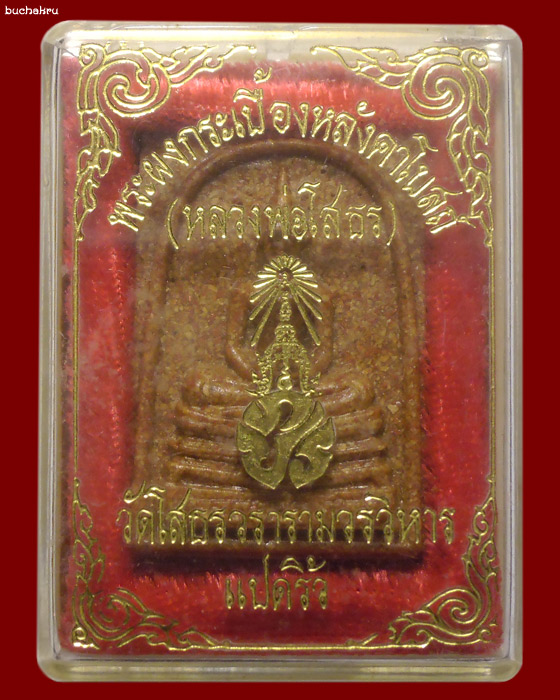 buchakru
พระผงกระเบื้องหลังคาโบสถ์
(หลวงพ่อโสธร)
วัดโสธรวรารามวรวิหาร
แปดริ้ว